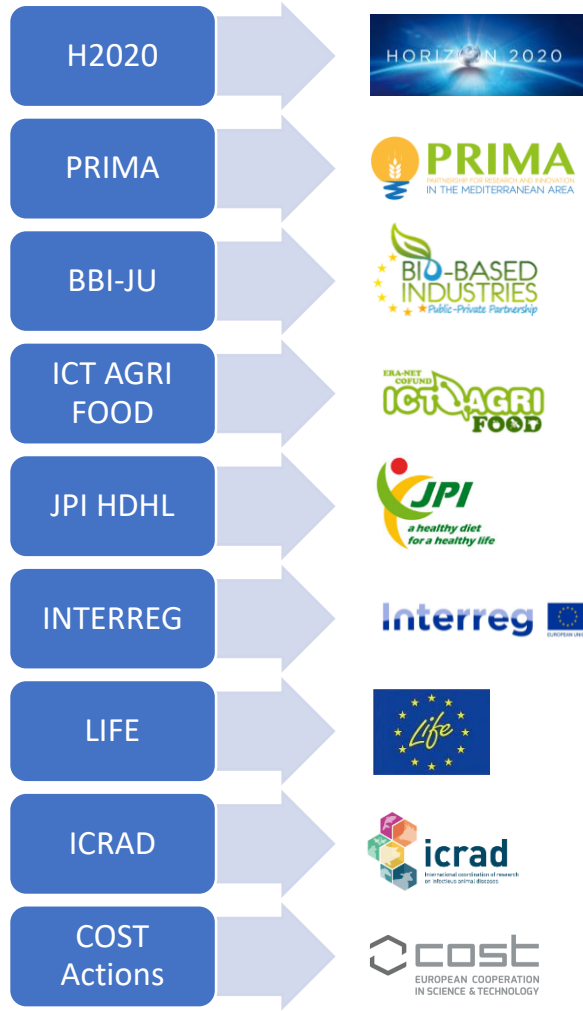 H2020
HORIZON 2020
PRIMA
PRIMA
PARTNERSHIP FOR RESEARCH AND INNOVATION
IN THE MEDITERRANEAN AREA
BBI-JU
BIO-BASED
INDUSTRIES
Public-Private Partnership
ICT AGRI
FOOD
ERA-NET
COFUND
ICT AGRI
FOOD
JPI HDHL
JPI
a healthy diet
for a healthy life
INTERREG
Interreg
EUROPEAN UNI
LIFE
Life
ICRAD
icrad
International coordination of research
on infectious animal diseases
COST
Actions
cost
EUROPEAN COOPERATION
IN SCIENCE & TECHNOLOGY